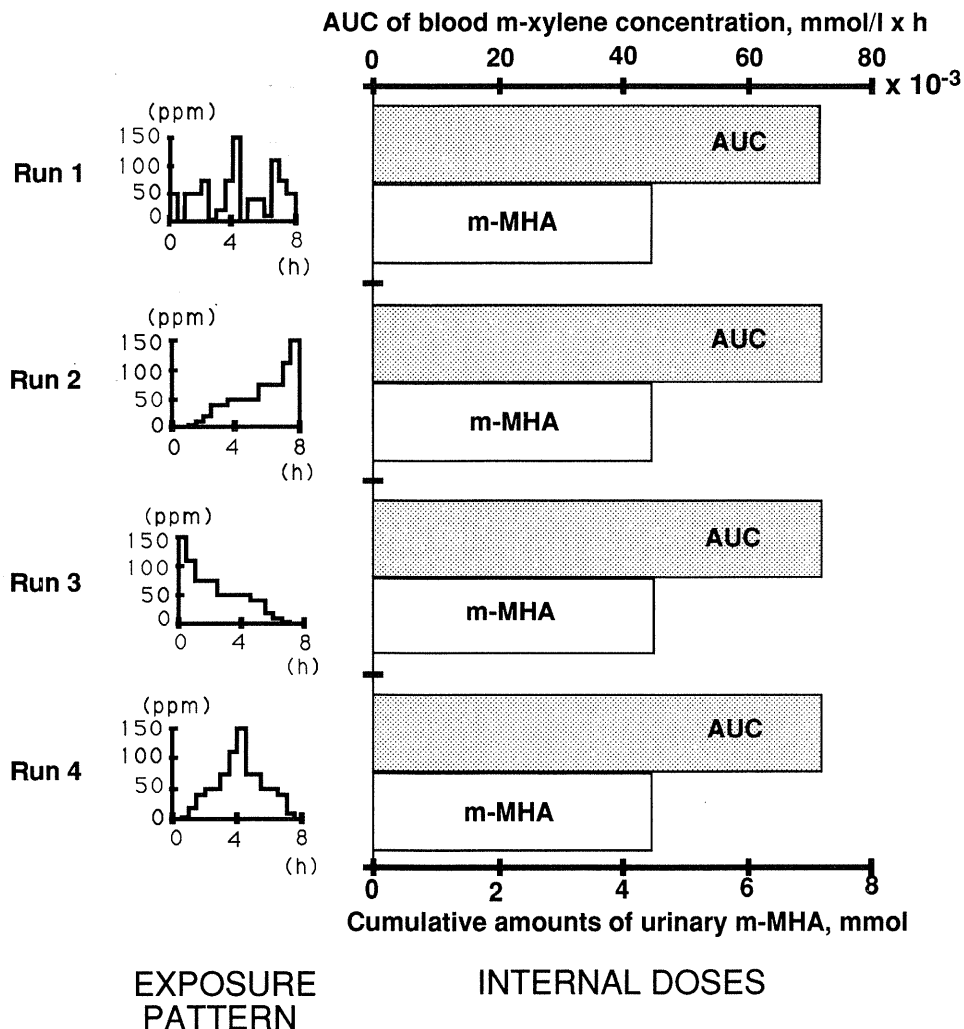 AUC of blood m-xylene concentration, mmol/l x h
0 20 40 60 80
x 10-3
Run 1
(ppm)
150
100
50
0
0 4 8
(h)
AUC
m-MHA
Run 2
(ppm)
150
100
50
0
0 4 8
(h)
AUC
m-MHA
Run 3
(ppm)
150
100
50
0
0 4 8
(h)
AUC
m-MHA
Run 4
(ppm)
150
100
50
0
0 4 8
(h)
AUC
m-MHA
0 2 4 6 8
Cumulative amounts of urinary m-MHA, mmol
EXPOSURE
PATTERN
INTERNAL DOSES